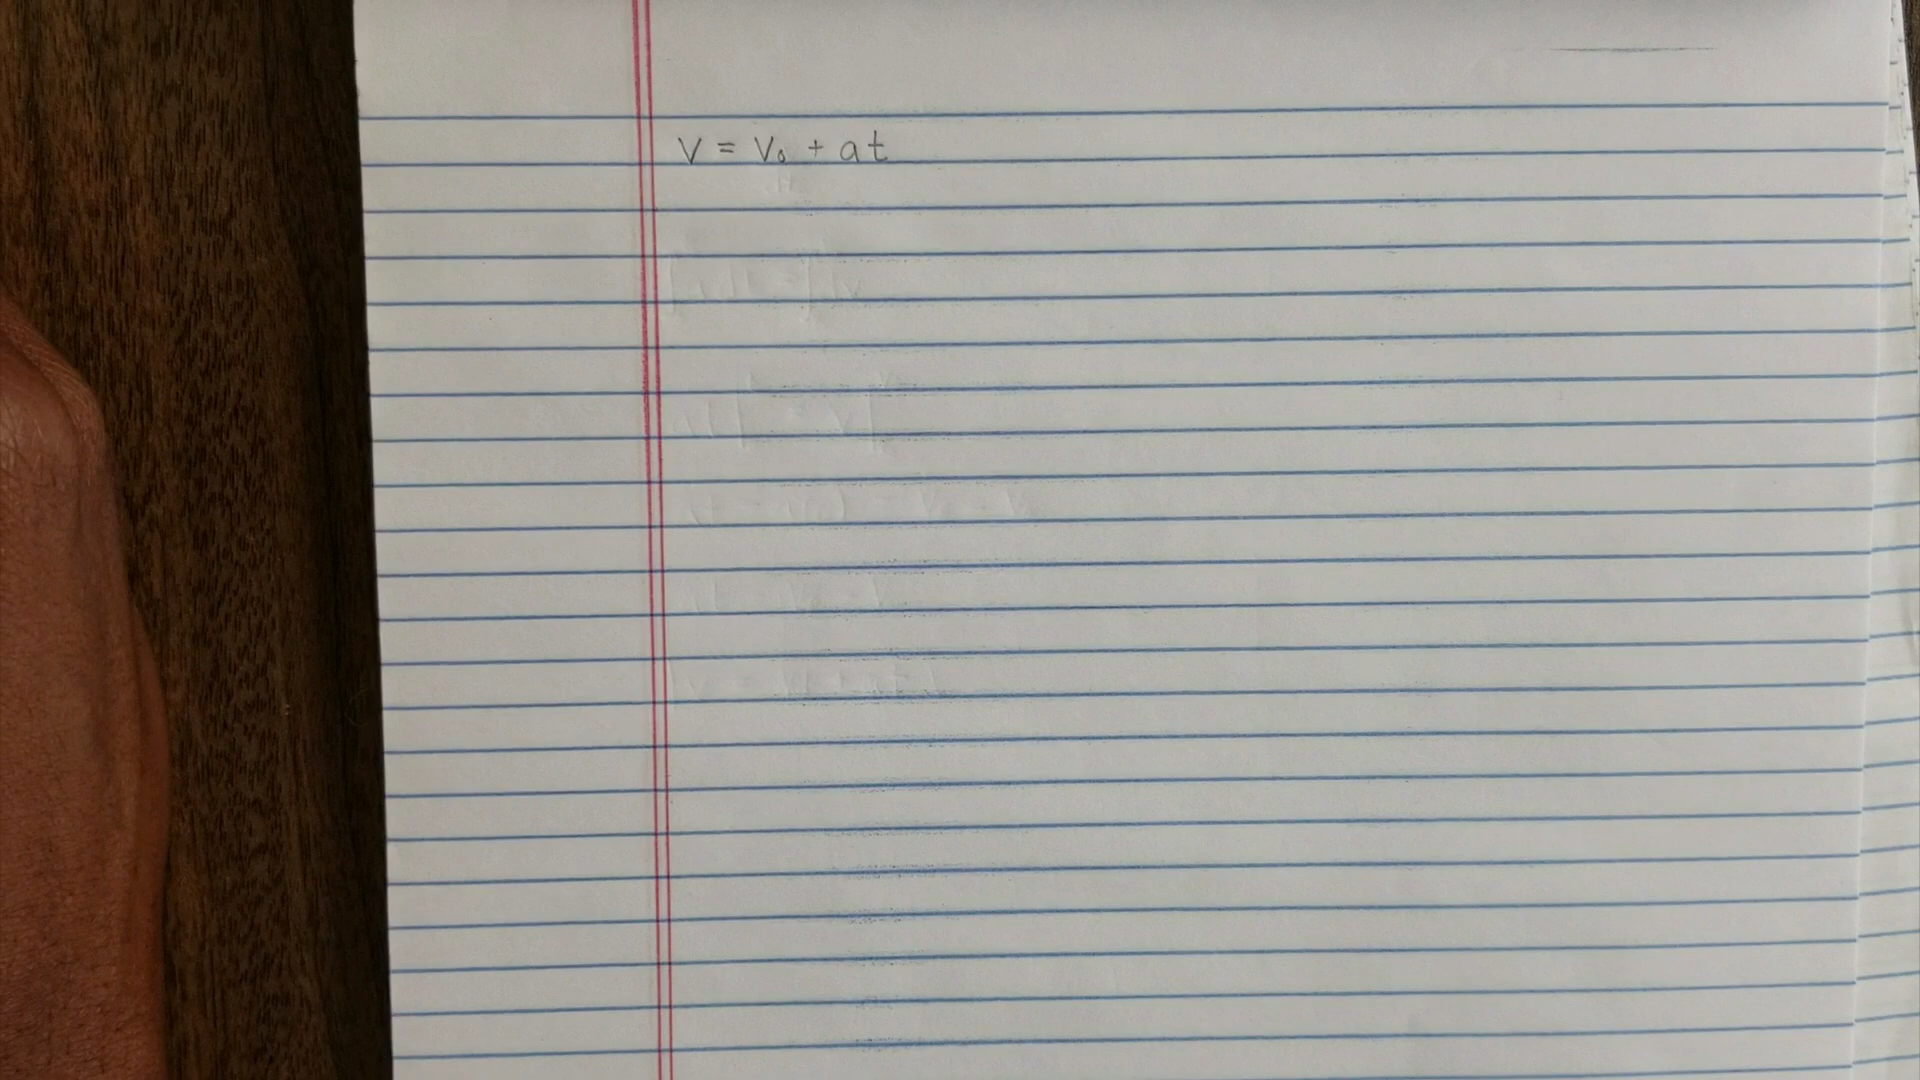 v = v₀ + at